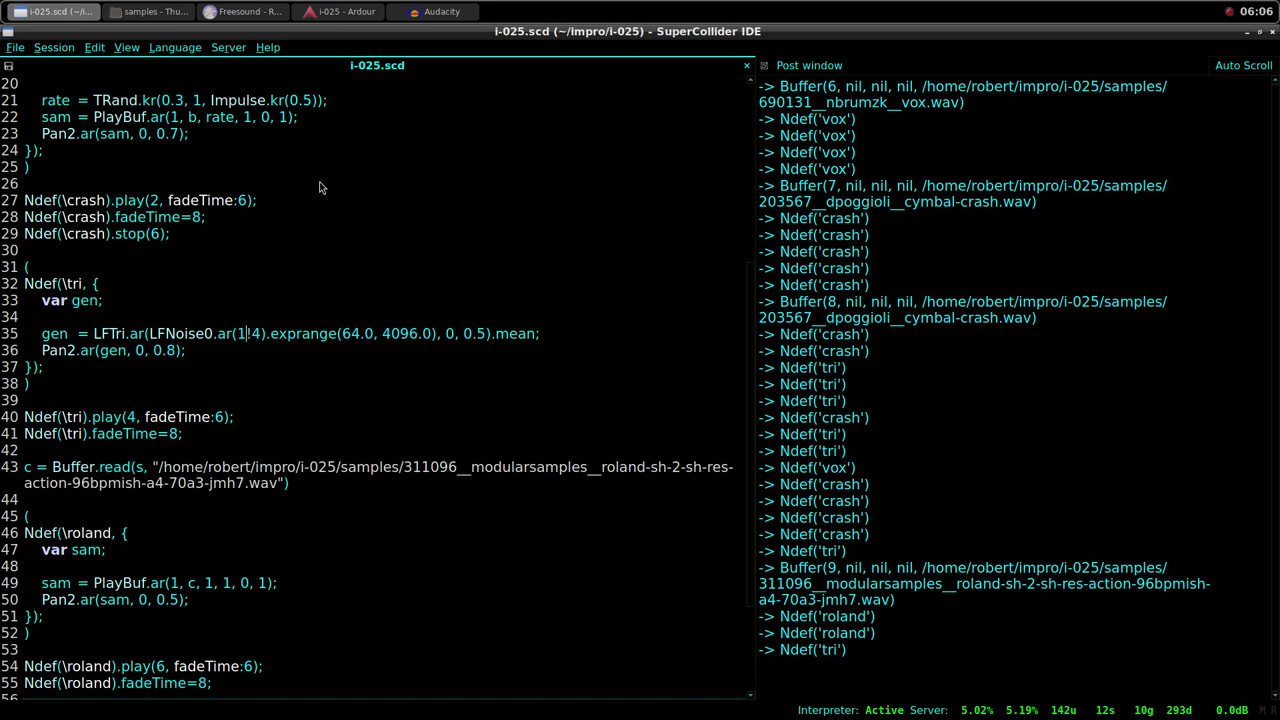 i-025.scd (~/i...
samples - Thu...
Freesound - R...
i-025 - Ardour
Audacity
06:06
i-025.scd (~/impro/i-025) - SuperCollider IDE
File Session Edit View Language Server Help
i-025.scd
20
21 rate = TRand.kr(0.3, 1, Impulse.kr(0.5));
22 sam = PlayBuf.ar(1, b, rate, 1, 0, 1);
23 Pan2.ar(sam, 0, 0.7);
24 });
25 )
26
27 Ndef(\crash).play(2, fadeTime:6);
28 Ndef(\crash).fadeTime=8;
29 Ndef(\crash).stop(6);
30
31 (
32 Ndef(\tri, {
33 var gen;
34
35 gen = LFTri.ar(LFNoise0.ar(1!4).exprange(64.0, 4096.0), 0, 0.5).mean;
36 Pan2.ar(gen, 0, 0.8);
37 });
38 )
39
40 Ndef(\tri).play(4, fadeTime:6);
41 Ndef(\tri).fadeTime=8;
42
43 c = Buffer.read(s, "/home/robert/impro/i-025/samples/311096__modularsamples__roland-sh-2-sh-res-
action-96bpmish-a4-70a3-jmh7.wav")
44
45 (
46 Ndef(\roland, {
47 var sam;
48
49 sam = PlayBuf.ar(1, c, 1, 1, 0, 1);
50 Pan2.ar(sam, 0, 0.5);
51 });
52 )
53
54 Ndef(\roland).play(6, fadeTime:6);
55 Ndef(\roland).fadeTime=8;
Post window
Auto Scroll
-> Buffer(6, nil, nil, nil, /home/robert/impro/i-025/samples/
690131__nbrumzk__vox.wav)
-> Ndef('vox')
-> Ndef('vox')
-> Ndef('vox')
-> Ndef('vox')
-> Buffer(7, nil, nil, nil, /home/robert/impro/i-025/samples/
203567__dpoggioli__cymbal-crash.wav)
-> Ndef('crash')
-> Ndef('crash')
-> Ndef('crash')
-> Ndef('crash')
-> Ndef('crash')
-> Buffer(8, nil, nil, nil, /home/robert/impro/i-025/samples/
203567__dpoggioli__cymbal-crash.wav)
-> Ndef('crash')
-> Ndef('crash')
-> Ndef('tri')
-> Ndef('tri')
-> Ndef('tri')
-> Ndef('crash')
-> Ndef('tri')
-> Ndef('tri')
-> Ndef('vox')
-> Ndef('crash')
-> Ndef('crash')
-> Ndef('crash')
-> Ndef('crash')
-> Ndef('tri')
-> Buffer(9, nil, nil, nil, /home/robert/impro/i-025/samples/
311096__modularsamples__roland-sh-2-sh-res-action-96bpmish-
a4-70a3-jmh7.wav)
-> Ndef('roland')
-> Ndef('roland')
-> Ndef('tri')
Interpreter: Active Server: 5.02% 5.19% 142u 12s 10g 293d 0.0dB M R